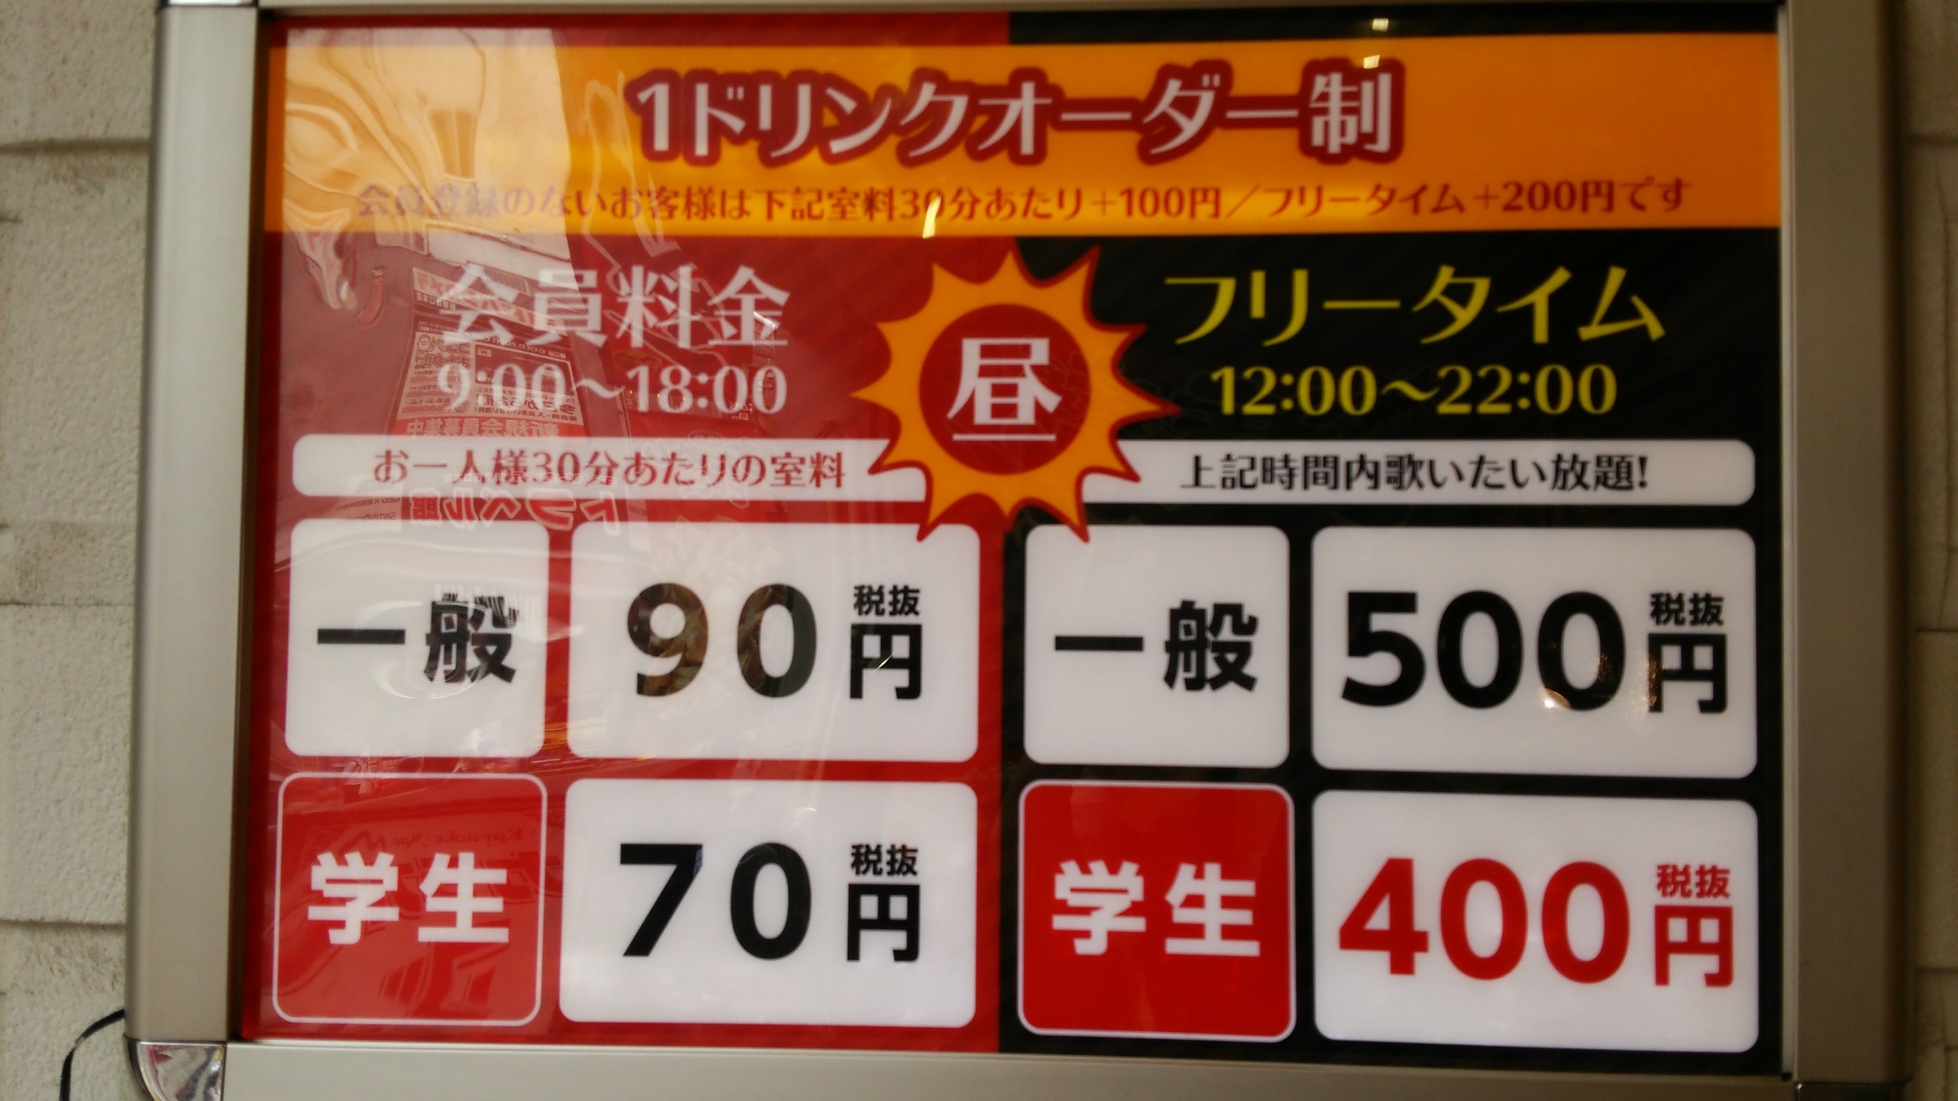 1ドリンクオーダー制
会員登録のないお客様は下記室料30分あたり+100円／フリータイム+200円です
会員料金
9:00〜18:00
昼
フリータイム
12:00〜22:00
お一人様30分あたりの室料
上記時間内歌いたい放題!
一般 90 税抜 円
一般 500 税抜 円
学生 70 税抜 円
学生 400 税抜 円